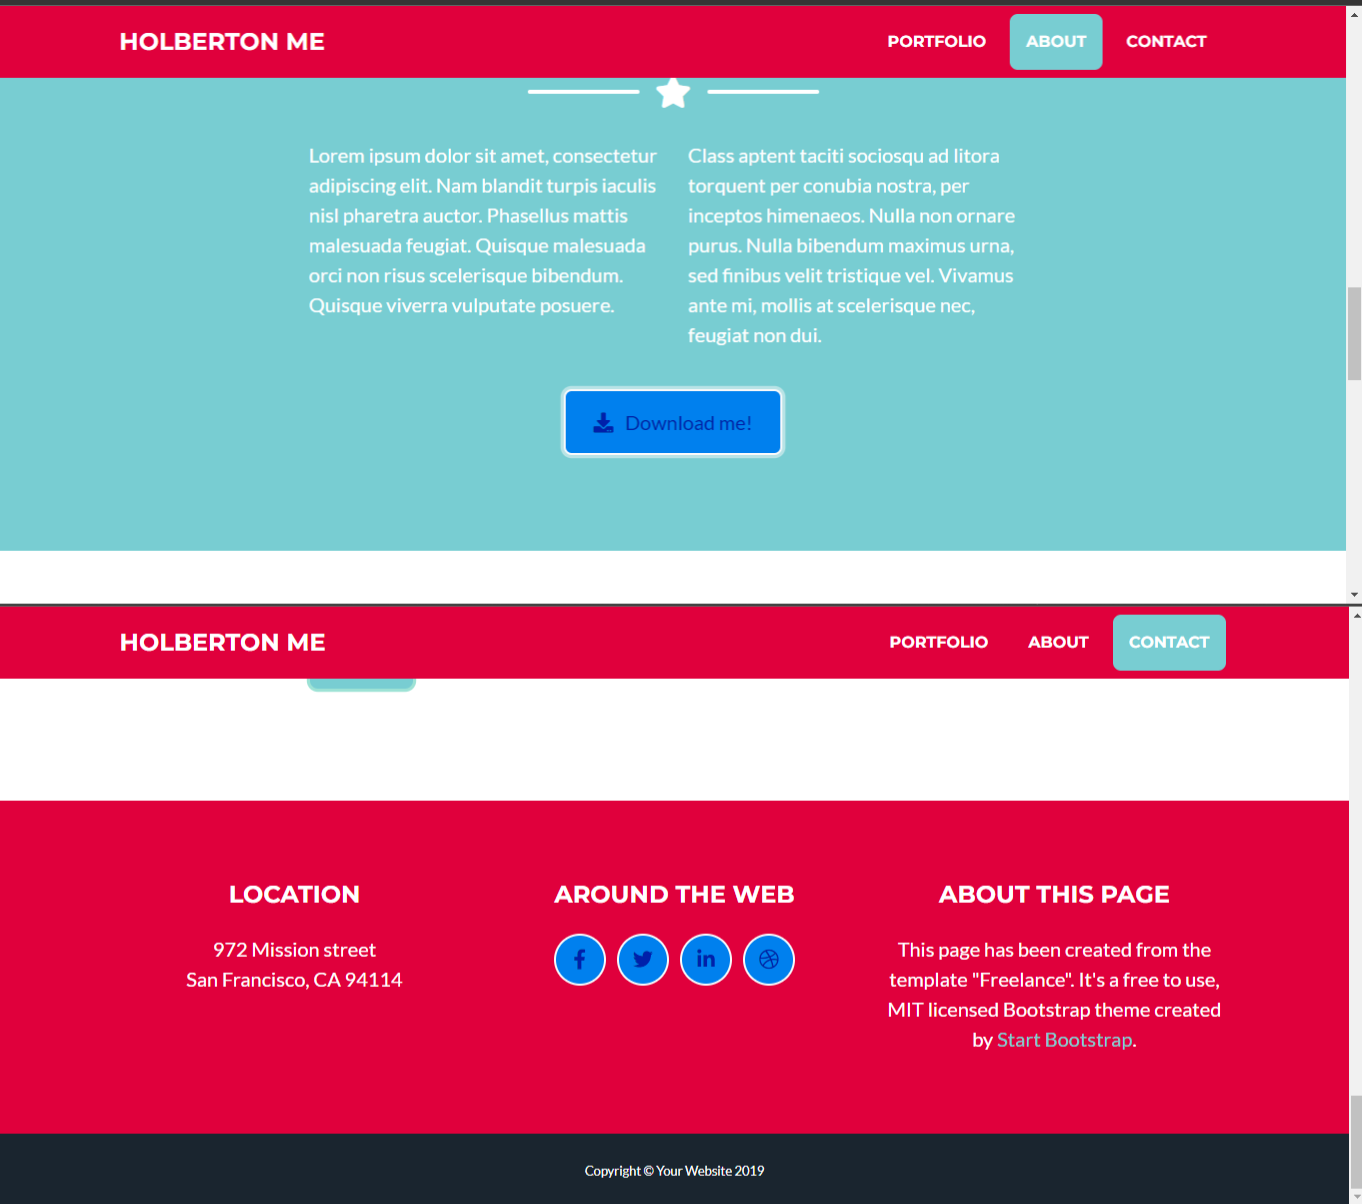 HOLBERTON ME
PORTFOLIO ABOUT CONTACT
Lorem ipsum dolor sit amet, consectetur
adipiscing elit. Nam blandit turpis iaculis
nisl pharetra auctor. Phasellus mattis
malesuada feugiat. Quisque malesuada
orci non risus scelerisque bibendum.
Quisque viverra vulputate posuere.
Class aptent taciti sociosqu ad litora
torquent per conubia nostra, per
inceptos himenaeos. Nulla non ornare
purus. Nulla bibendum maximus urna,
sed finibus velit tristique vel. Vivamus
ante mi, mollis at scelerisque nec,
feugiat non dui.
Download me!
HOLBERTON ME
PORTFOLIO ABOUT CONTACT
LOCATION
972 Mission street
San Francisco, CA 94114
AROUND THE WEB
ABOUT THIS PAGE
This page has been created from the
template "Freelance". It's a free to use,
MIT licensed Bootstrap theme created
by Start Bootstrap.
Copyright © Your Website 2019